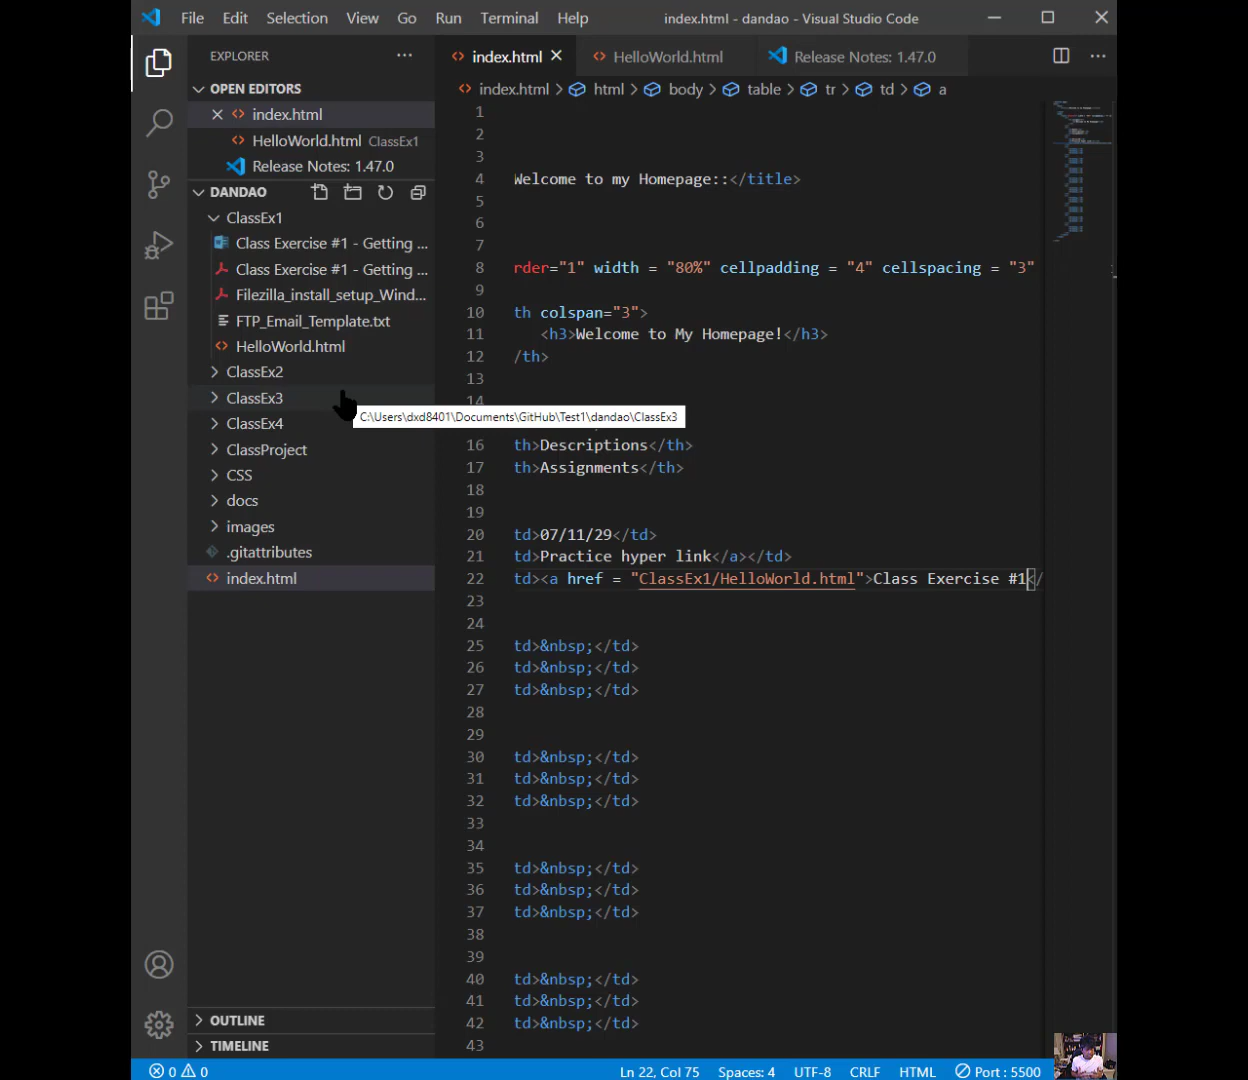 File Edit Selection View Go Run Terminal Help index.html - dandao - Visual Studio Code
EXPLORER
index.html
HelloWorld.html
Release Notes: 1.47.0
OPEN EDITORS
index.html
HelloWorld.html ClassEx1
Release Notes: 1.47.0
DANDAO
ClassEx1
Class Exercise #1 - Getting ...
Class Exercise #1 - Getting ...
Filezilla_install_setup_Wind...
FTP_Email_Template.txt
HelloWorld.html
ClassEx2
ClassEx3
C:\Users\dxd8401\Documents\GitHub\Test1\dandao\ClassEx3
ClassEx4
ClassProject
CSS
docs
images
.gitattributes
index.html
OUTLINE
TIMELINE
index.html > html > body > table > tr > td > a
1
2
3
4 Welcome to my Homepage::</title>
5
6
7
8 rder="1" width = "80%" cellpadding = "4" cellspacing = "3"
9
10 th colspan="3">
11 <h3>Welcome to My Homepage!</h3>
12 /th>
13
14
16 th>Descriptions</th>
17 th>Assignments</th>
18
19
20 td>07/11/29</td>
21 td>Practice hyper link</a></td>
22 td><a href = "ClassEx1/HelloWorld.html">Class Exercise #1</
23
24
25 td>&nbsp;</td>
26 td>&nbsp;</td>
27 td>&nbsp;</td>
28
29
30 td>&nbsp;</td>
31 td>&nbsp;</td>
32 td>&nbsp;</td>
33
34
35 td>&nbsp;</td>
36 td>&nbsp;</td>
37 td>&nbsp;</td>
38
39
40 td>&nbsp;</td>
41 td>&nbsp;</td>
42 td>&nbsp;</td>
43
0 0 Ln 22, Col 75 Spaces: 4 UTF-8 CRLF HTML Port : 5500